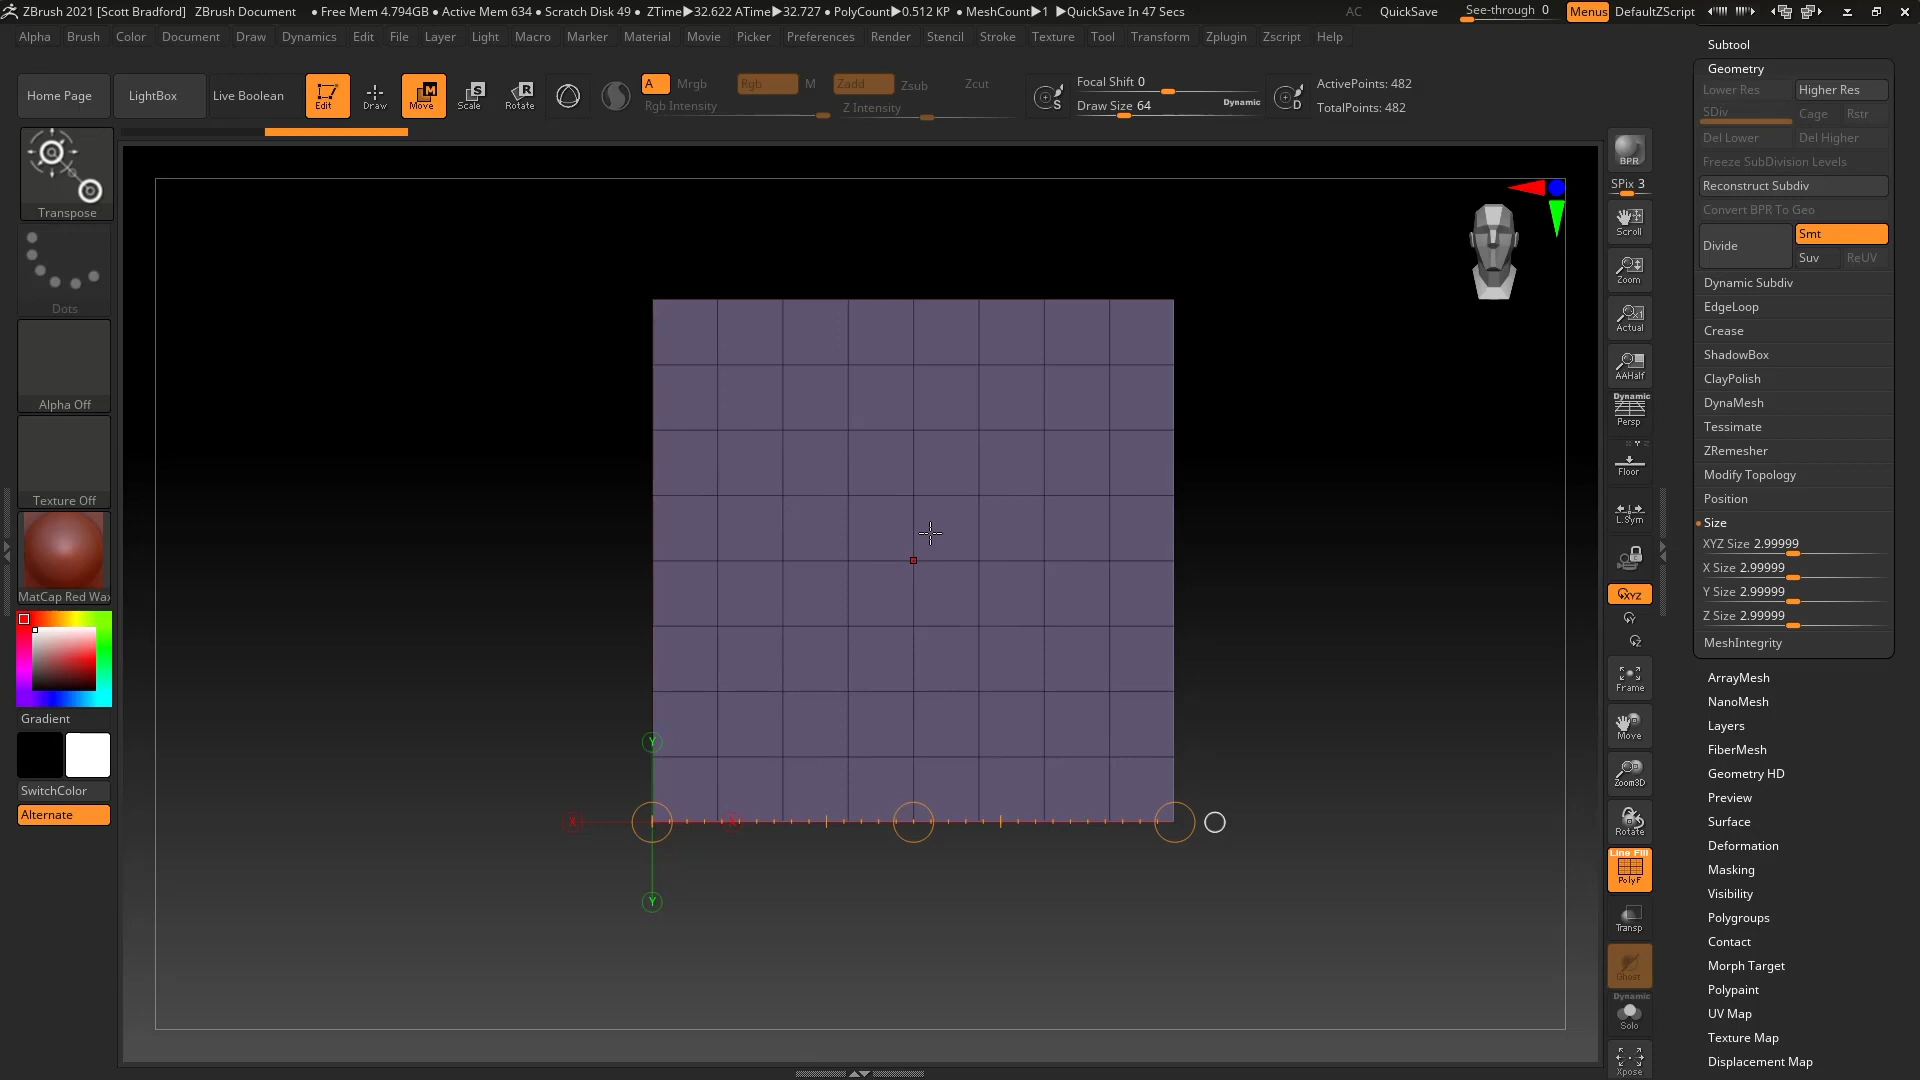 ZBrush 2021 [Scott Bradford] ZBrush Document • Free Mem 4.794GB • Active Mem 634 • Scratch Disk 49 • ZTime▶32.622 ATime▶32.727 • PolyCount▶0.512 KP • MeshCount▶1 ▶QuickSave In 47 Secs AC QuickSave See-through 0 Menus DefaultZScript
Alpha Brush Color Document Draw Dynamics Edit File Layer Light Macro Marker Material Movie Picker Preferences Render Stencil Stroke Texture Tool Transform Zplugin Zscript Help
Home Page LightBox Live Boolean
Edit Draw Move Scale Rotate
A Mrgb Rgb M Zadd Zsub Zcut
Rgb Intensity Z Intensity
Focal Shift 0
Draw Size 64 Dynamic
ActivePoints: 482
TotalPoints: 482
Transpose
Dots
Alpha Off
Texture Off
MatCap Red Wax
Gradient
SwitchColor
Alternate
Y
X X
Y
BPR
SPix 3
Scroll
Zoom
Actual
AAHalf
Dynamic
Persp
Floor
L.Sym
XYZ
Y
Z
Frame
Move
Zoom3D
Rotate
Line Fill
PolyF
Transp
Ghost
Dynamic
Solo
Xpose
Subtool
Geometry
Lower Res Higher Res
SDiv Cage Rstr
Del Lower Del Higher
Freeze SubDivision Levels
Reconstruct Subdiv
Convert BPR To Geo
Divide Smt
Suv ReUV
Dynamic Subdiv
EdgeLoop
Crease
ShadowBox
ClayPolish
DynaMesh
Tessimate
ZRemesher
Modify Topology
Position
Size
XYZ Size 2.99999
X Size 2.99999
Y Size 2.99999
Z Size 2.99999
MeshIntegrity
ArrayMesh
NanoMesh
Layers
FiberMesh
Geometry HD
Preview
Surface
Deformation
Masking
Visibility
Polygroups
Contact
Morph Target
Polypaint
UV Map
Texture Map
Displacement Map